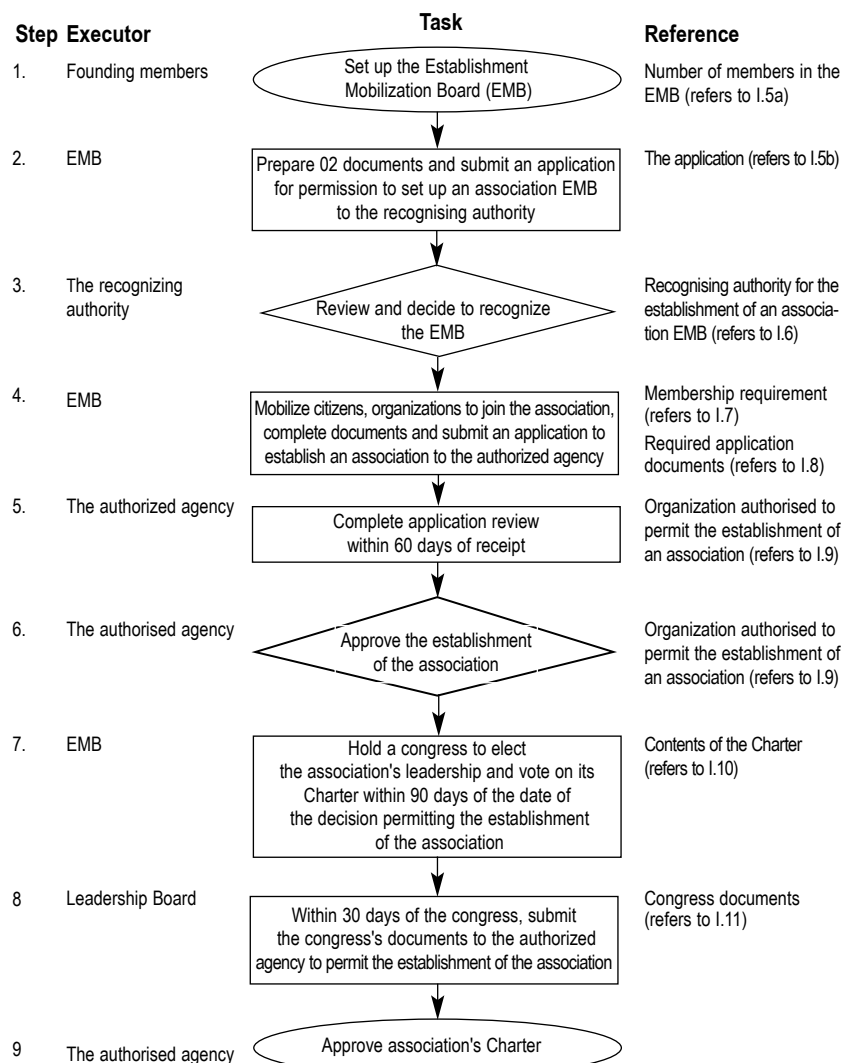 Step Executor Task Reference
1. Founding members
Set up the Establishment
Mobilization Board (EMB)
Number of members in the
EMB (refers to I.5a)
2. EMB
Prepare 02 documents and submit an application
for permission to set up an association EMB
to the recognising authority
The application (refers to I.5b)
3. The recognizing
authority
Review and decide to recognize
the EMB
Recognising authority for the
establishment of an associa-
tion EMB (refers to I.6)
4. EMB
Mobilize citizens, organizations to join the association,
complete documents and submit an application to
establish an association to the authorized agency
Membership requirement
(refers to I.7)
Required application
documents (refers to I.8)
5. The authorized agency
Complete application review
within 60 days of receipt
Organization authorised to
permit the establishment of
an association (refers to I.9)
6. The authorised agency
Approve the establishment
of the association
Organization authorised to
permit the establishment of
an association (refers to I.9)
7. EMB
Hold a congress to elect
the association's leadership and vote on its
Charter within 90 days of the date of
the decision permitting the establishment
of the association
Contents of the Charter
(refers to I.10)
8 Leadership Board
Within 30 days of the congress, submit
the congress's documents to the authorized
agency to permit the establishment of the association
Congress documents
(refers to I.11)
9 The authorised agency
Approve association's Charter